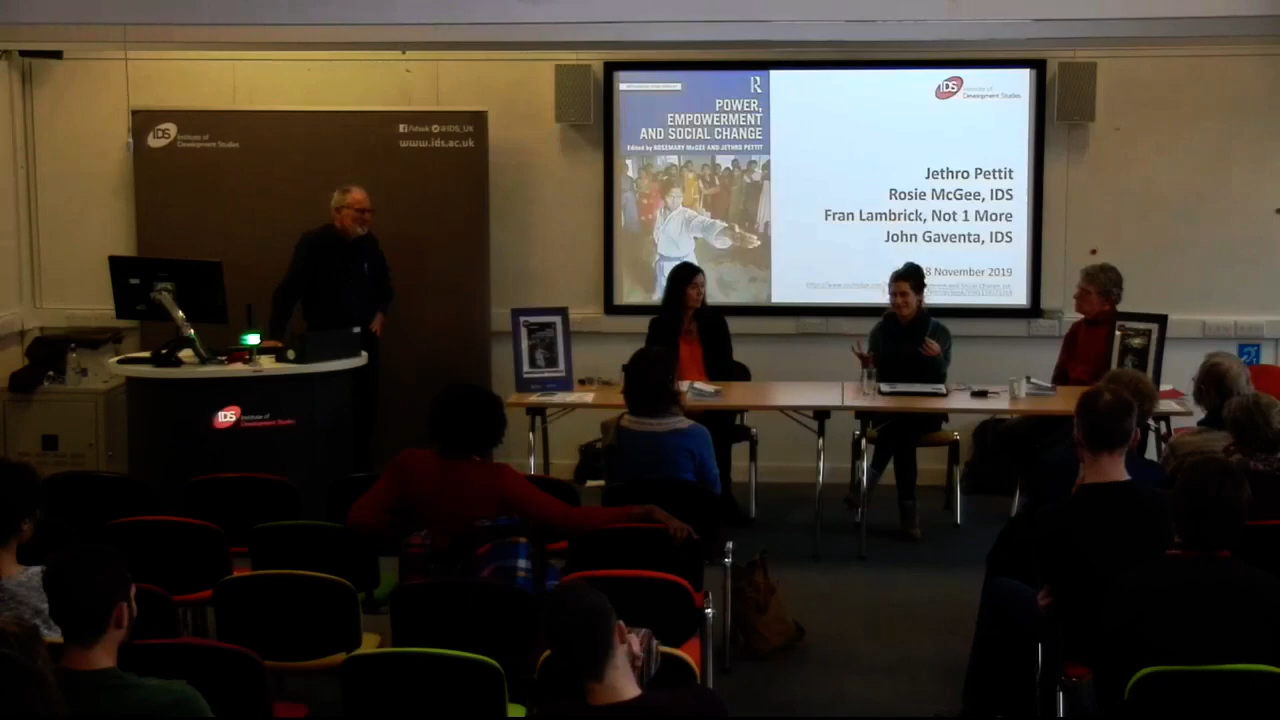 IDS
Institute of
Development Studies
@IDS_UK
www.ids.ac.uk
R
POWER,
EMPOWERMENT
AND SOCIAL CHANGE
Edited by ROSEMARY McGEE AND JETHRO PETTIT
IDS
Institute of
Development Studies
Jethro Pettit
Rosie McGee, IDS
Fran Lambrick, Not 1 More
John Gaventa, IDS
8 November 2019
IDS
Institute of
Development Studies